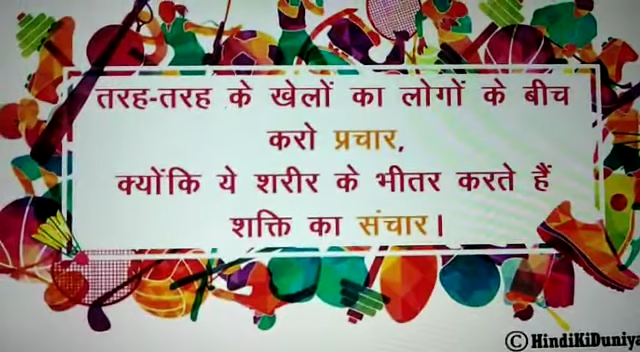 तरह-तरह के खेलों का लोगों के बीच
करो प्रचार,
क्योंकि ये शरीर के भीतर करते हैं
शक्ति का संचार।
© HindiKiDuniya